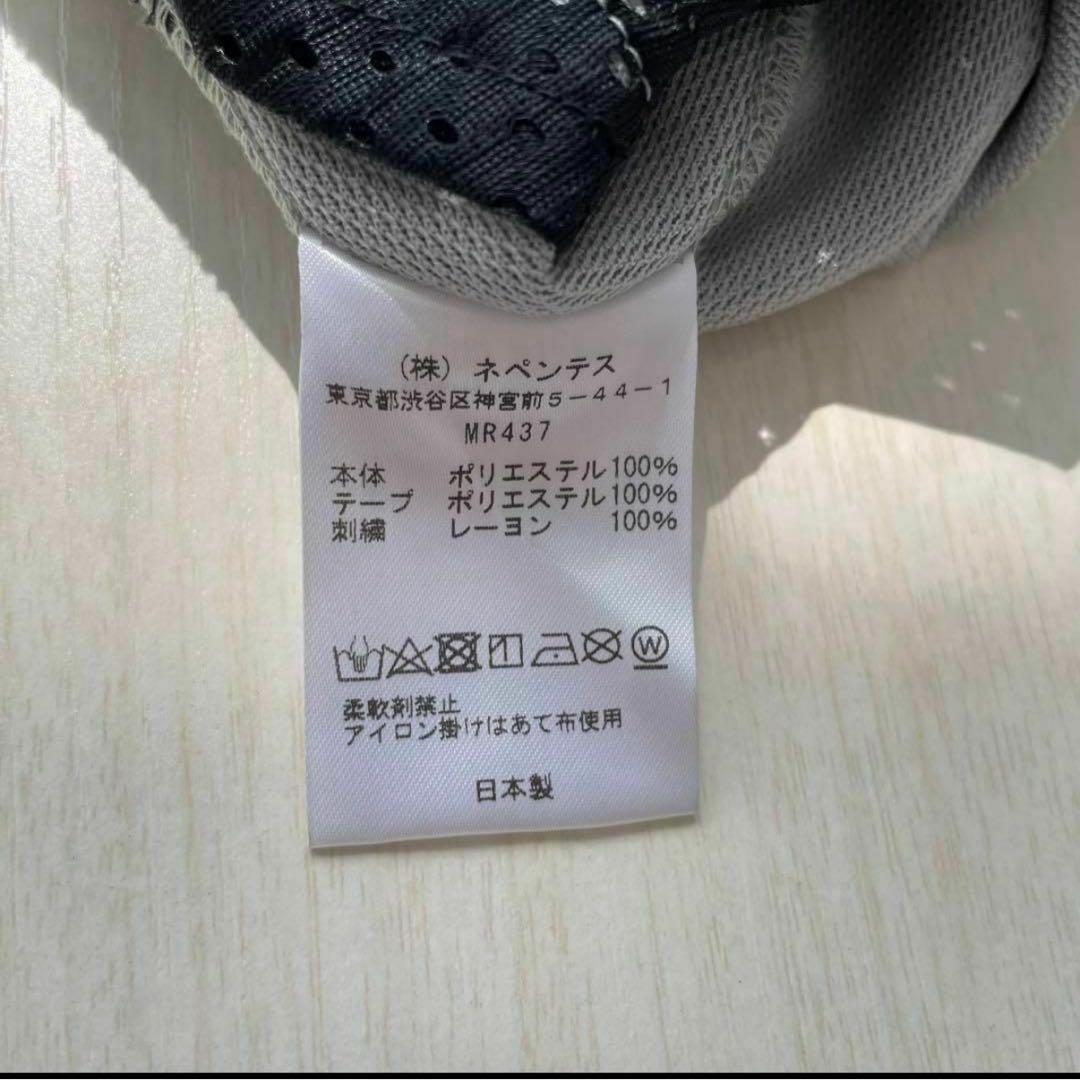 (株) ネペンテス
東京都渋谷区神宮前5-44-1
MR437
本体 ポリエステル100%
テープ ポリエステル100%
刺繍 レーヨン 100%
W
柔軟剤禁止
アイロン掛けはあて布使用
日本製